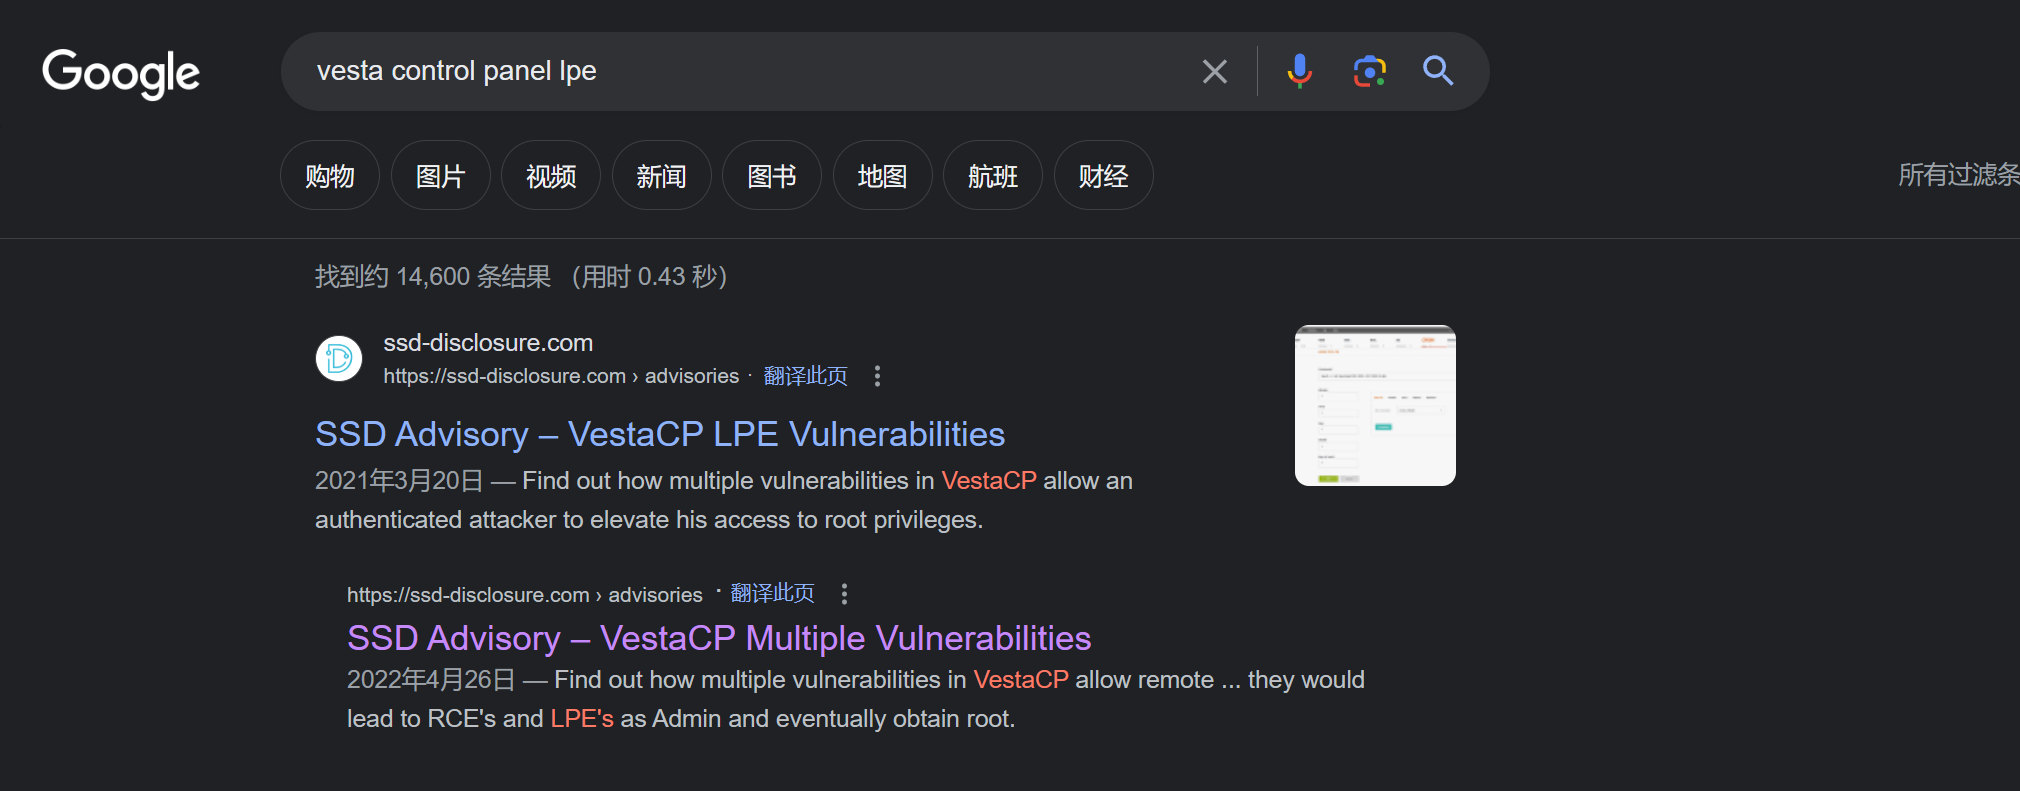 Google
vesta control panel lpe
购物 图片 视频 新闻 图书 地图 航班 财经
所有过滤条
找到约 14,600 条结果 （用时 0.43 秒）
ssd-disclosure.com
https://ssd-disclosure.com › advisories · 翻译此页
SSD Advisory – VestaCP LPE Vulnerabilities
2021年3月20日 — Find out how multiple vulnerabilities in VestaCP allow an
authenticated attacker to elevate his access to root privileges.
https://ssd-disclosure.com › advisories · 翻译此页
SSD Advisory – VestaCP Multiple Vulnerabilities
2022年4月26日 — Find out how multiple vulnerabilities in VestaCP allow remote ... they would
lead to RCE's and LPE's as Admin and eventually obtain root.